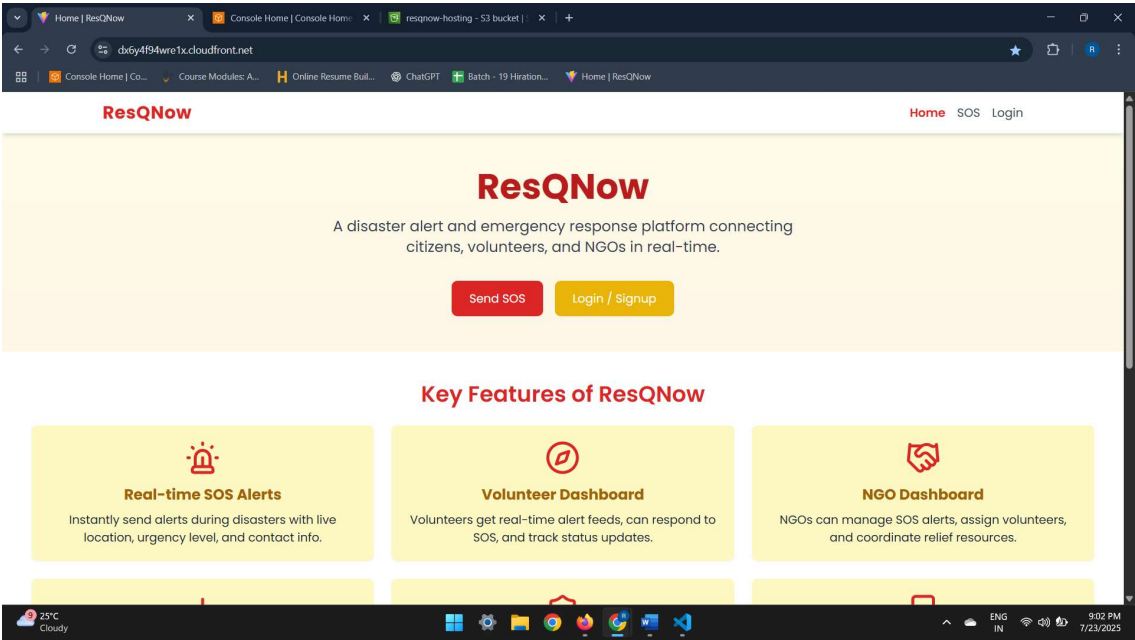 Home | ResQNow
Console Home | Console Home
resqnow-hosting - S3 bucket |
dx6y4f94wre1x.cloudfront.net
R
Console Home | Co...
Course Modules: A...
Online Resume Buil...
ChatGPT
Batch - 19 Hiration...
Home | ResQNow
ResQNow
Home SOS Login
ResQNow
A disaster alert and emergency response platform connecting
citizens, volunteers, and NGOs in real-time.
Send SOS
Login / Signup
Key Features of ResQNow
Real-time SOS Alerts
Instantly send alerts during disasters with live
location, urgency level, and contact info.
Volunteer Dashboard
Volunteers get real-time alert feeds, can respond to
SOS, and track status updates.
NGO Dashboard
NGOs can manage SOS alerts, assign volunteers,
and coordinate relief resources.
9
25°C
Cloudy
ENG
IN
9:02 PM
7/23/2025